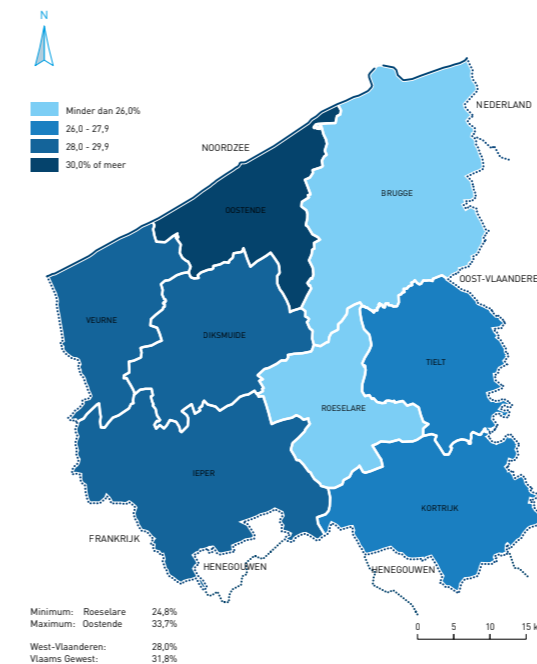 N
Minder dan 26,0%
26,0 - 27,9
28,0 - 29,9
30,0% of meer
NEDERLAND
NOORDZEE
BRUGGE
OOSTENDE
OOST-VLAANDERE
VEURNE
DIKSMUIDE
TIELT
ROESELARE
IEPER
KORTRIJK
FRANKRIJK
HENEGOUWEN
HENEGOUWEN
Minimum: Roeselare 24,8%
Maximum: Oostende 33,7%
West-Vlaanderen: 28,0%
Vlaams Gewest: 31,8%
0 5 10 15 k